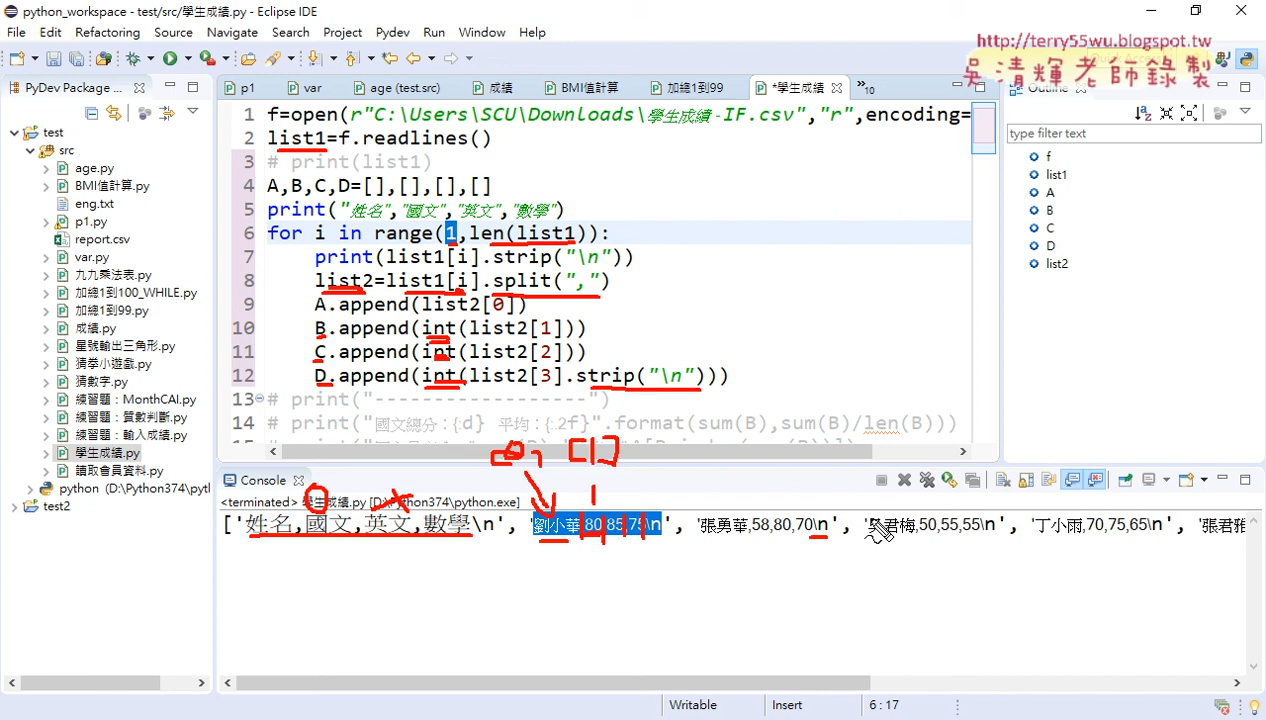 python_workspace - test/src/學生成績.py - Eclipse IDE
File Edit Refactoring Source Navigate Search Project Pydev Run Window Help
http://terry55wu.blogspot.tw
吳清輝老師錄製
PyDev Package ...
p1 var age (test.src) 成績 BMI值計算 加總1到99 *學生成績 »10
Outline
type filter text
f
list1
A
B
C
D
list2
test
src
age.py
BMI值計算.py
eng.txt
p1.py
report.csv
var.py
九九乘法表.py
加總1到100_WHILE.py
加總1到99.py
成績.py
星號輸出三角形.py
猜拳小遊戲.py
猜數字.py
練習題：MonthCAl.py
練習題：質數判斷.py
練習題：輸入成績.py
學生成績.py
讀取會員資料.py
python (D:\Python374\pytl
test2
1 f=open(r"C:\Users\SCU\Downloads\學生成績-IF.csv","r",encoding=
2 list1=f.readlines()
3 # print(list1)
4 A,B,C,D=[],[],[],[]
5 print("姓名","國文","英文","數學")
6 for i in range(1,len(list1)):
7 print(list1[i].strip("\n"))
8 list2=list1[i].split(",")
9 A.append(list2[0])
10 B.append(int(list2[1]))
11 C.append(int(list2[2]))
12 D.append(int(list2[3].strip("\n")))
13 # print("------------------")
14 # print("國文總分：{:d} 平均：{:.2f}".format(sum(B),sum(B)/len(B)))
Console
<terminated> 學生成績.py [D:\Python374\python.exe]
['姓名,國文,英文,數學\n', '劉小華,80,85,75\n', '張勇華,58,80,70\n', '吳君梅,50,55,55\n', '丁小雨,70,75,65\n', '張君雅
Writable Insert 6 : 17